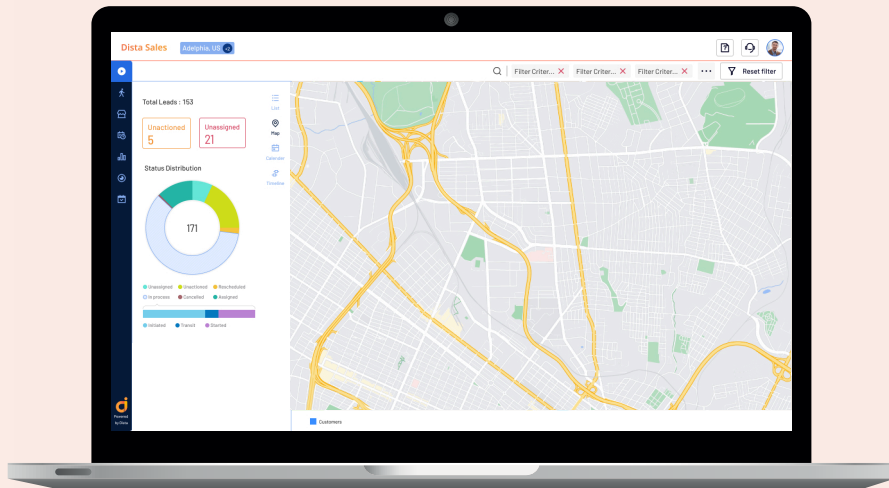 Dista Sales
Adelphia, US +2
Filter Criter... Filter Criter... Filter Criter... Reset filter
Total Leads : 153
Unactioned
5
Unassigned
21
List
Map
Calendar
Timeline
Status Distribution
171
Unassigned Unactioned Rescheduled
In process Cancelled Assigned
Initiated Transit Started
Powered
by Dista
Customers